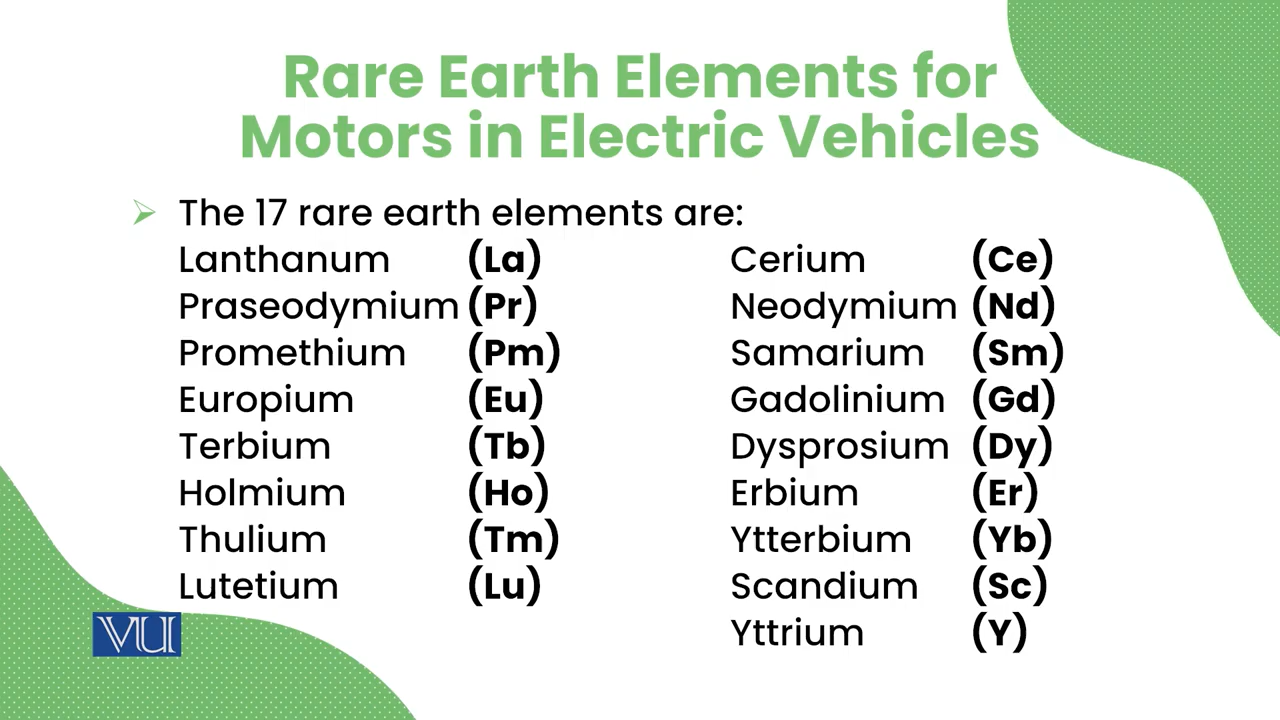 Rare Earth Elements for
Motors in Electric Vehicles
The 17 rare earth elements are:
Lanthanum (La) Cerium (Ce)
Praseodymium (Pr) Neodymium (Nd)
Promethium (Pm) Samarium (Sm)
Europium (Eu) Gadolinium (Gd)
Terbium (Tb) Dysprosium (Dy)
Holmium (Ho) Erbium (Er)
Thulium (Tm) Ytterbium (Yb)
Lutetium (Lu) Scandium (Sc)
Yttrium (Y)
VU